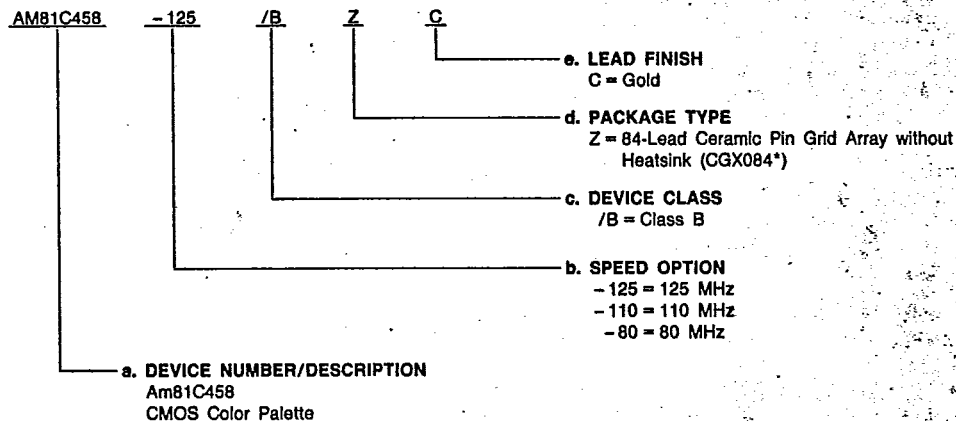 AM81C458 -125 /B Z C
e. LEAD FINISH
C = Gold
d. PACKAGE TYPE
Z = 84-Lead Ceramic Pin Grid Array without
Heatsink (CGX084*)
c. DEVICE CLASS
/B = Class B
b. SPEED OPTION
-125 = 125 MHz
-110 = 110 MHz
-80 = 80 MHz
a. DEVICE NUMBER/DESCRIPTION
Am81C458
CMOS Color Palette